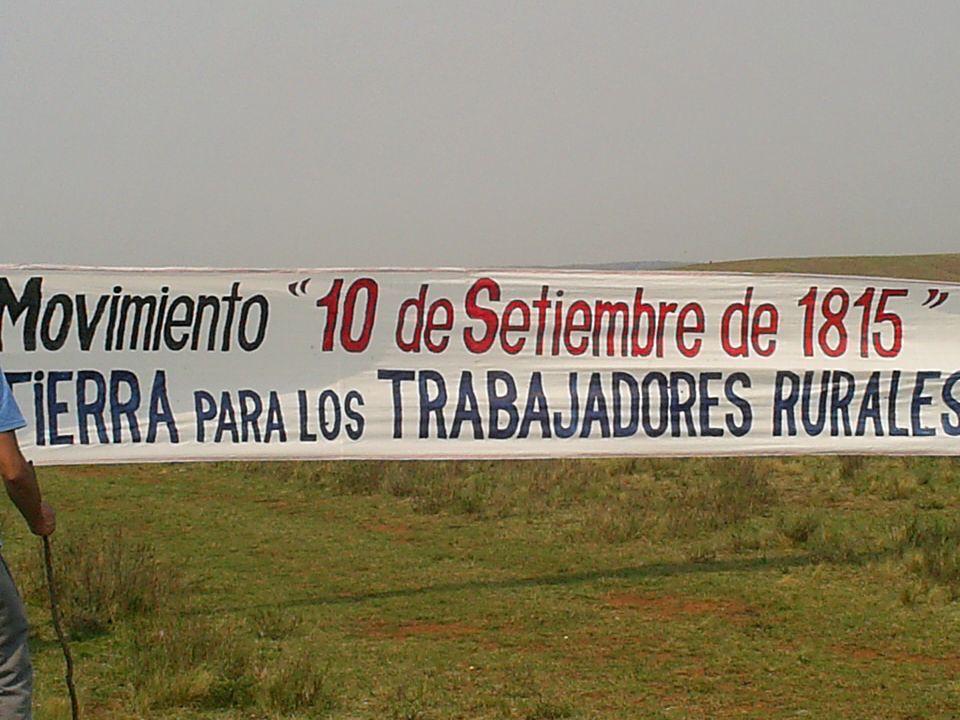 Movimiento “10 de Setiembre de 1815”
TiERRA PARA LOS TRABAJADORES RURALES